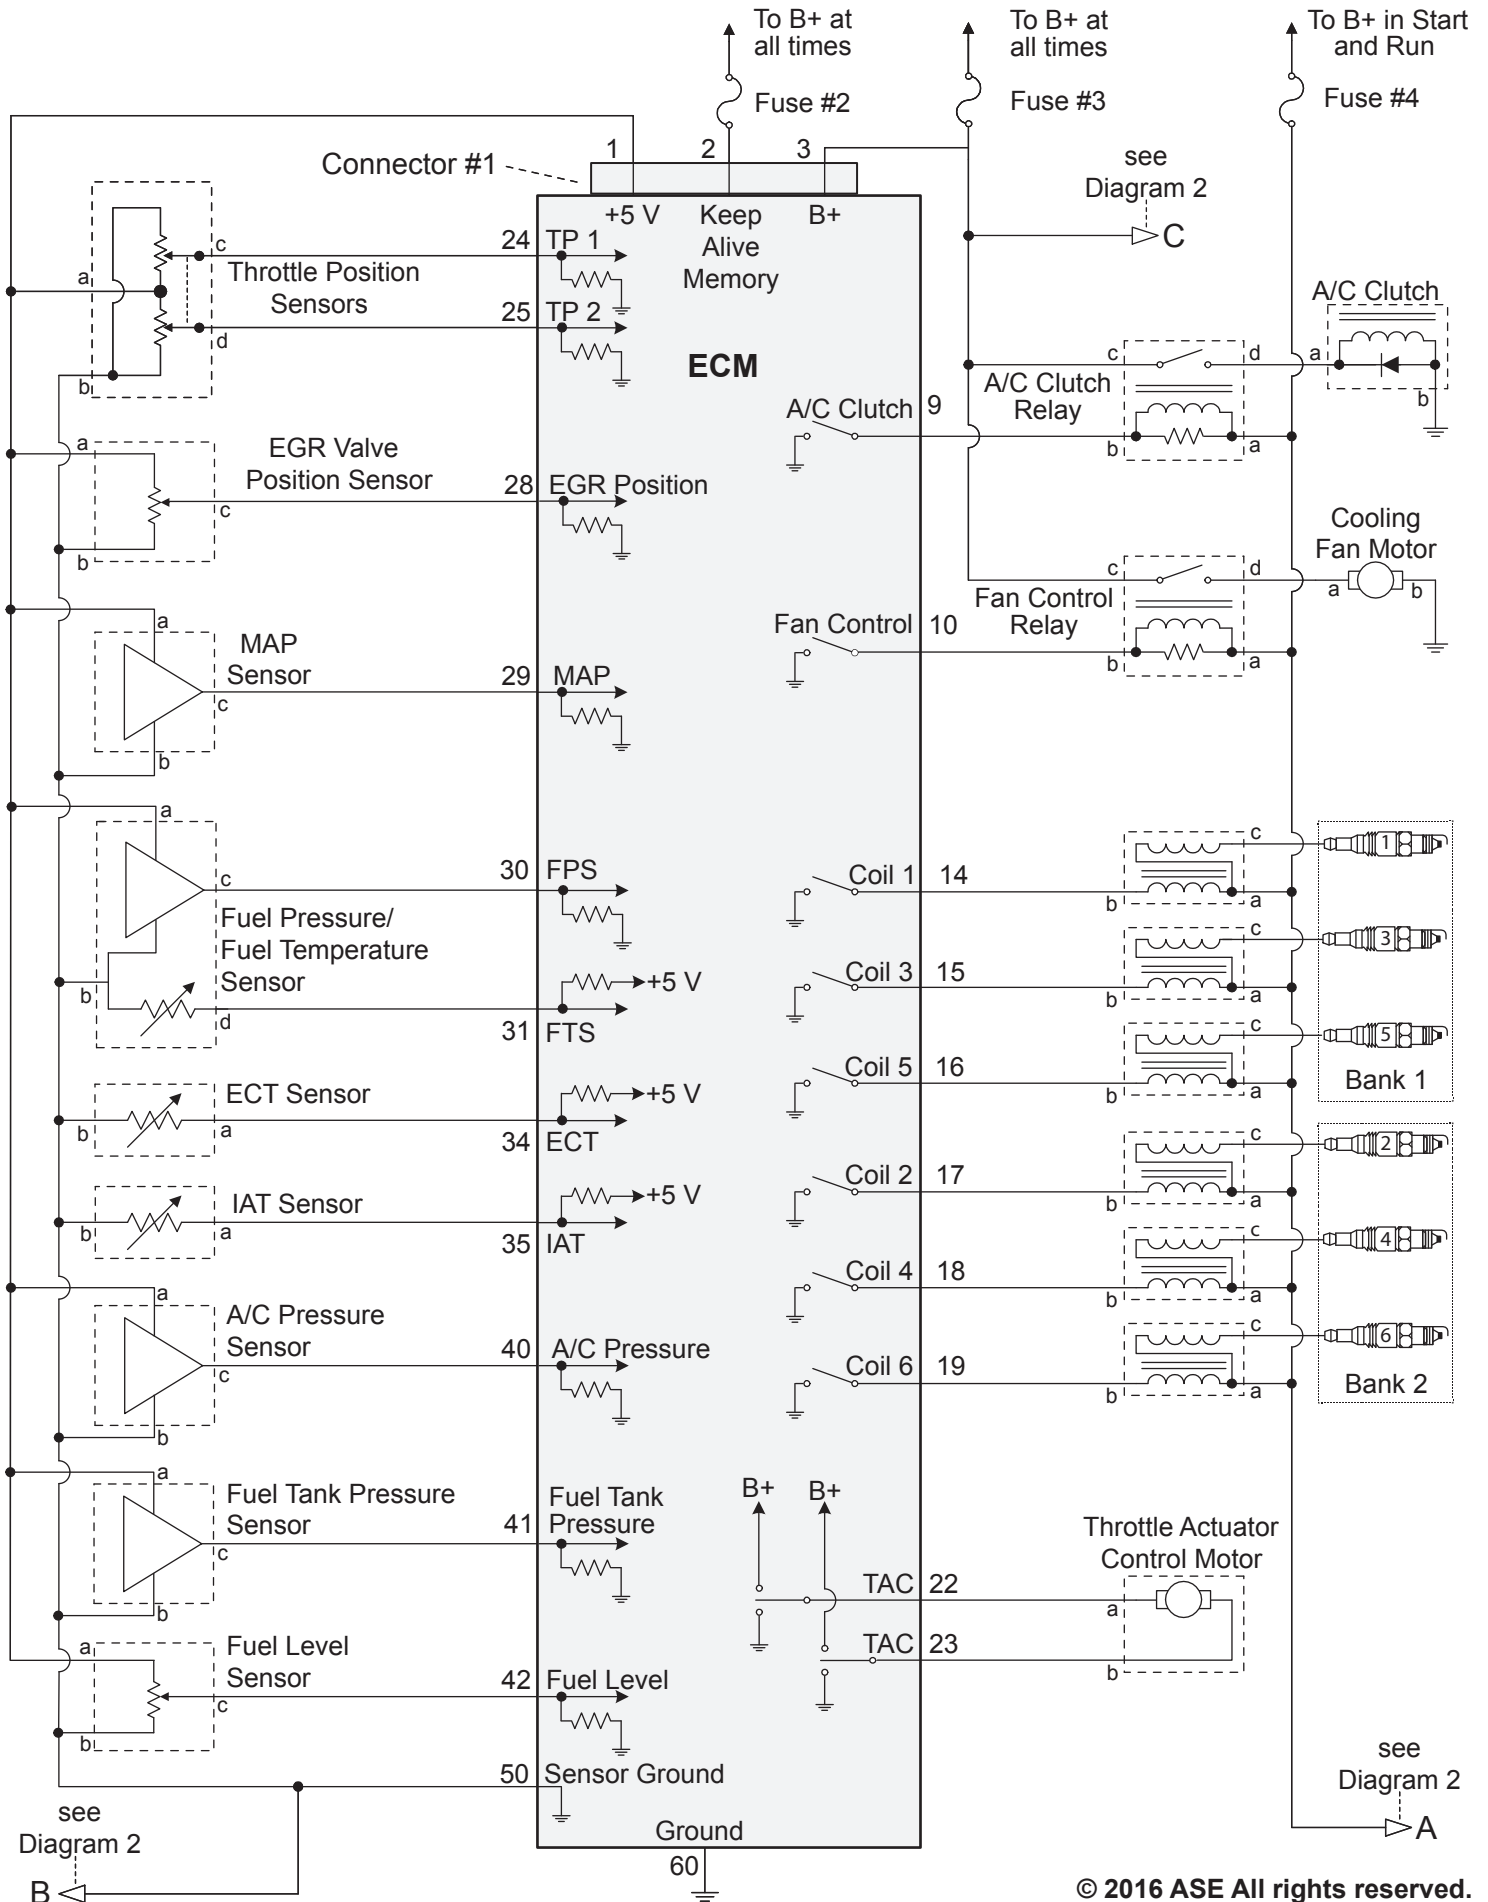 To B+ at
all times
To B+ at
all times
To B+ in Start
and Run
Fuse #2
Fuse #3
Fuse #4
Connector #1
1
2
3
+5 V
Keep
Alive
Memory
B+
see
Diagram 2
C
ECM
a
b
c
d
Throttle Position
Sensors
24
TP 1
25
TP 2
A/C Clutch
a
b
c
d
A/C Clutch
Relay
b
a
A/C Clutch
9
a
b
c
EGR Valve
Position Sensor
28
EGR Position
Cooling
Fan Motor
a
b
c
d
Fan Control
Relay
b
a
Fan Control
10
a
MAP
Sensor
c
b
29
MAP
a
c
Fuel Pressure/
Fuel Temperature
Sensor
b
d
30
FPS
+5 V
31
FTS
ECT Sensor
b
a
+5 V
34
ECT
IAT Sensor
b
a
+5 V
35
IAT
a
A/C Pressure
Sensor
c
b
40
A/C Pressure
a
Fuel Tank Pressure
Sensor
c
b
41
Fuel Tank
Pressure
a
Fuel Level
Sensor
c
b
42
Fuel Level
50
Sensor Ground
Coil 1
14
b
c
a
1
Coil 3
15
b
c
a
3
Coil 5
16
b
c
a
5
Bank 1
Coil 2
17
b
c
a
2
Coil 4
18
b
c
a
4
Coil 6
19
b
c
a
6
Bank 2
B+
B+
Throttle Actuator
Control Motor
TAC
22
a
TAC
23
b
see
Diagram 2
A
see
Diagram 2
B
Ground
60
© 2016 ASE All rights reserved.